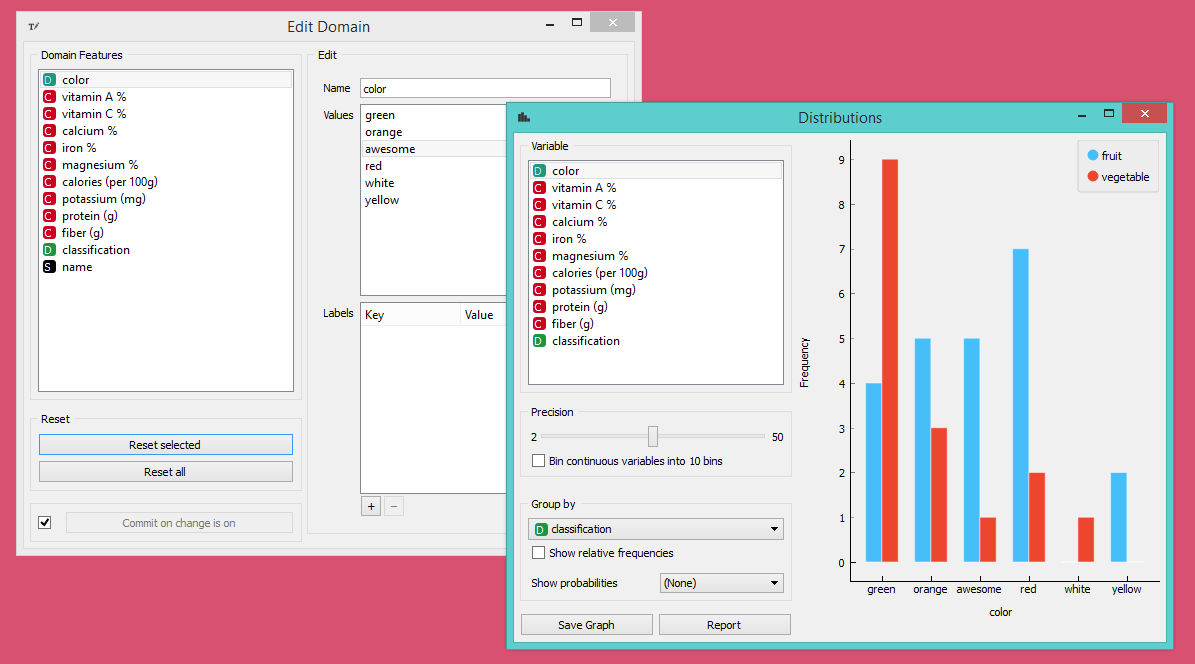 Edit Domain
Domain Features
D color
C vitamin A %
C vitamin C %
C calcium %
C iron %
C magnesium %
C calories (per 100g)
C potassium (mg)
C protein (g)
C fiber (g)
D classification
S name
Reset
Reset selected
Reset all
Commit on change is on
Edit
Name color
Values
green
orange
awesome
red
white
yellow
Labels
Key Value
+ −
Distributions
Variable
D color
C vitamin A %
C vitamin C %
C calcium %
C iron %
C magnesium %
C calories (per 100g)
C potassium (mg)
C protein (g)
C fiber (g)
D classification
Precision
2 50
Bin continuous variables into 10 bins
Group by
D classification
Show relative frequencies
Show probabilities (None)
Save Graph Report
fruit
vegetable
Frequency
9
8
7
6
5
4
3
2
1
0
green orange awesome red white yellow
color